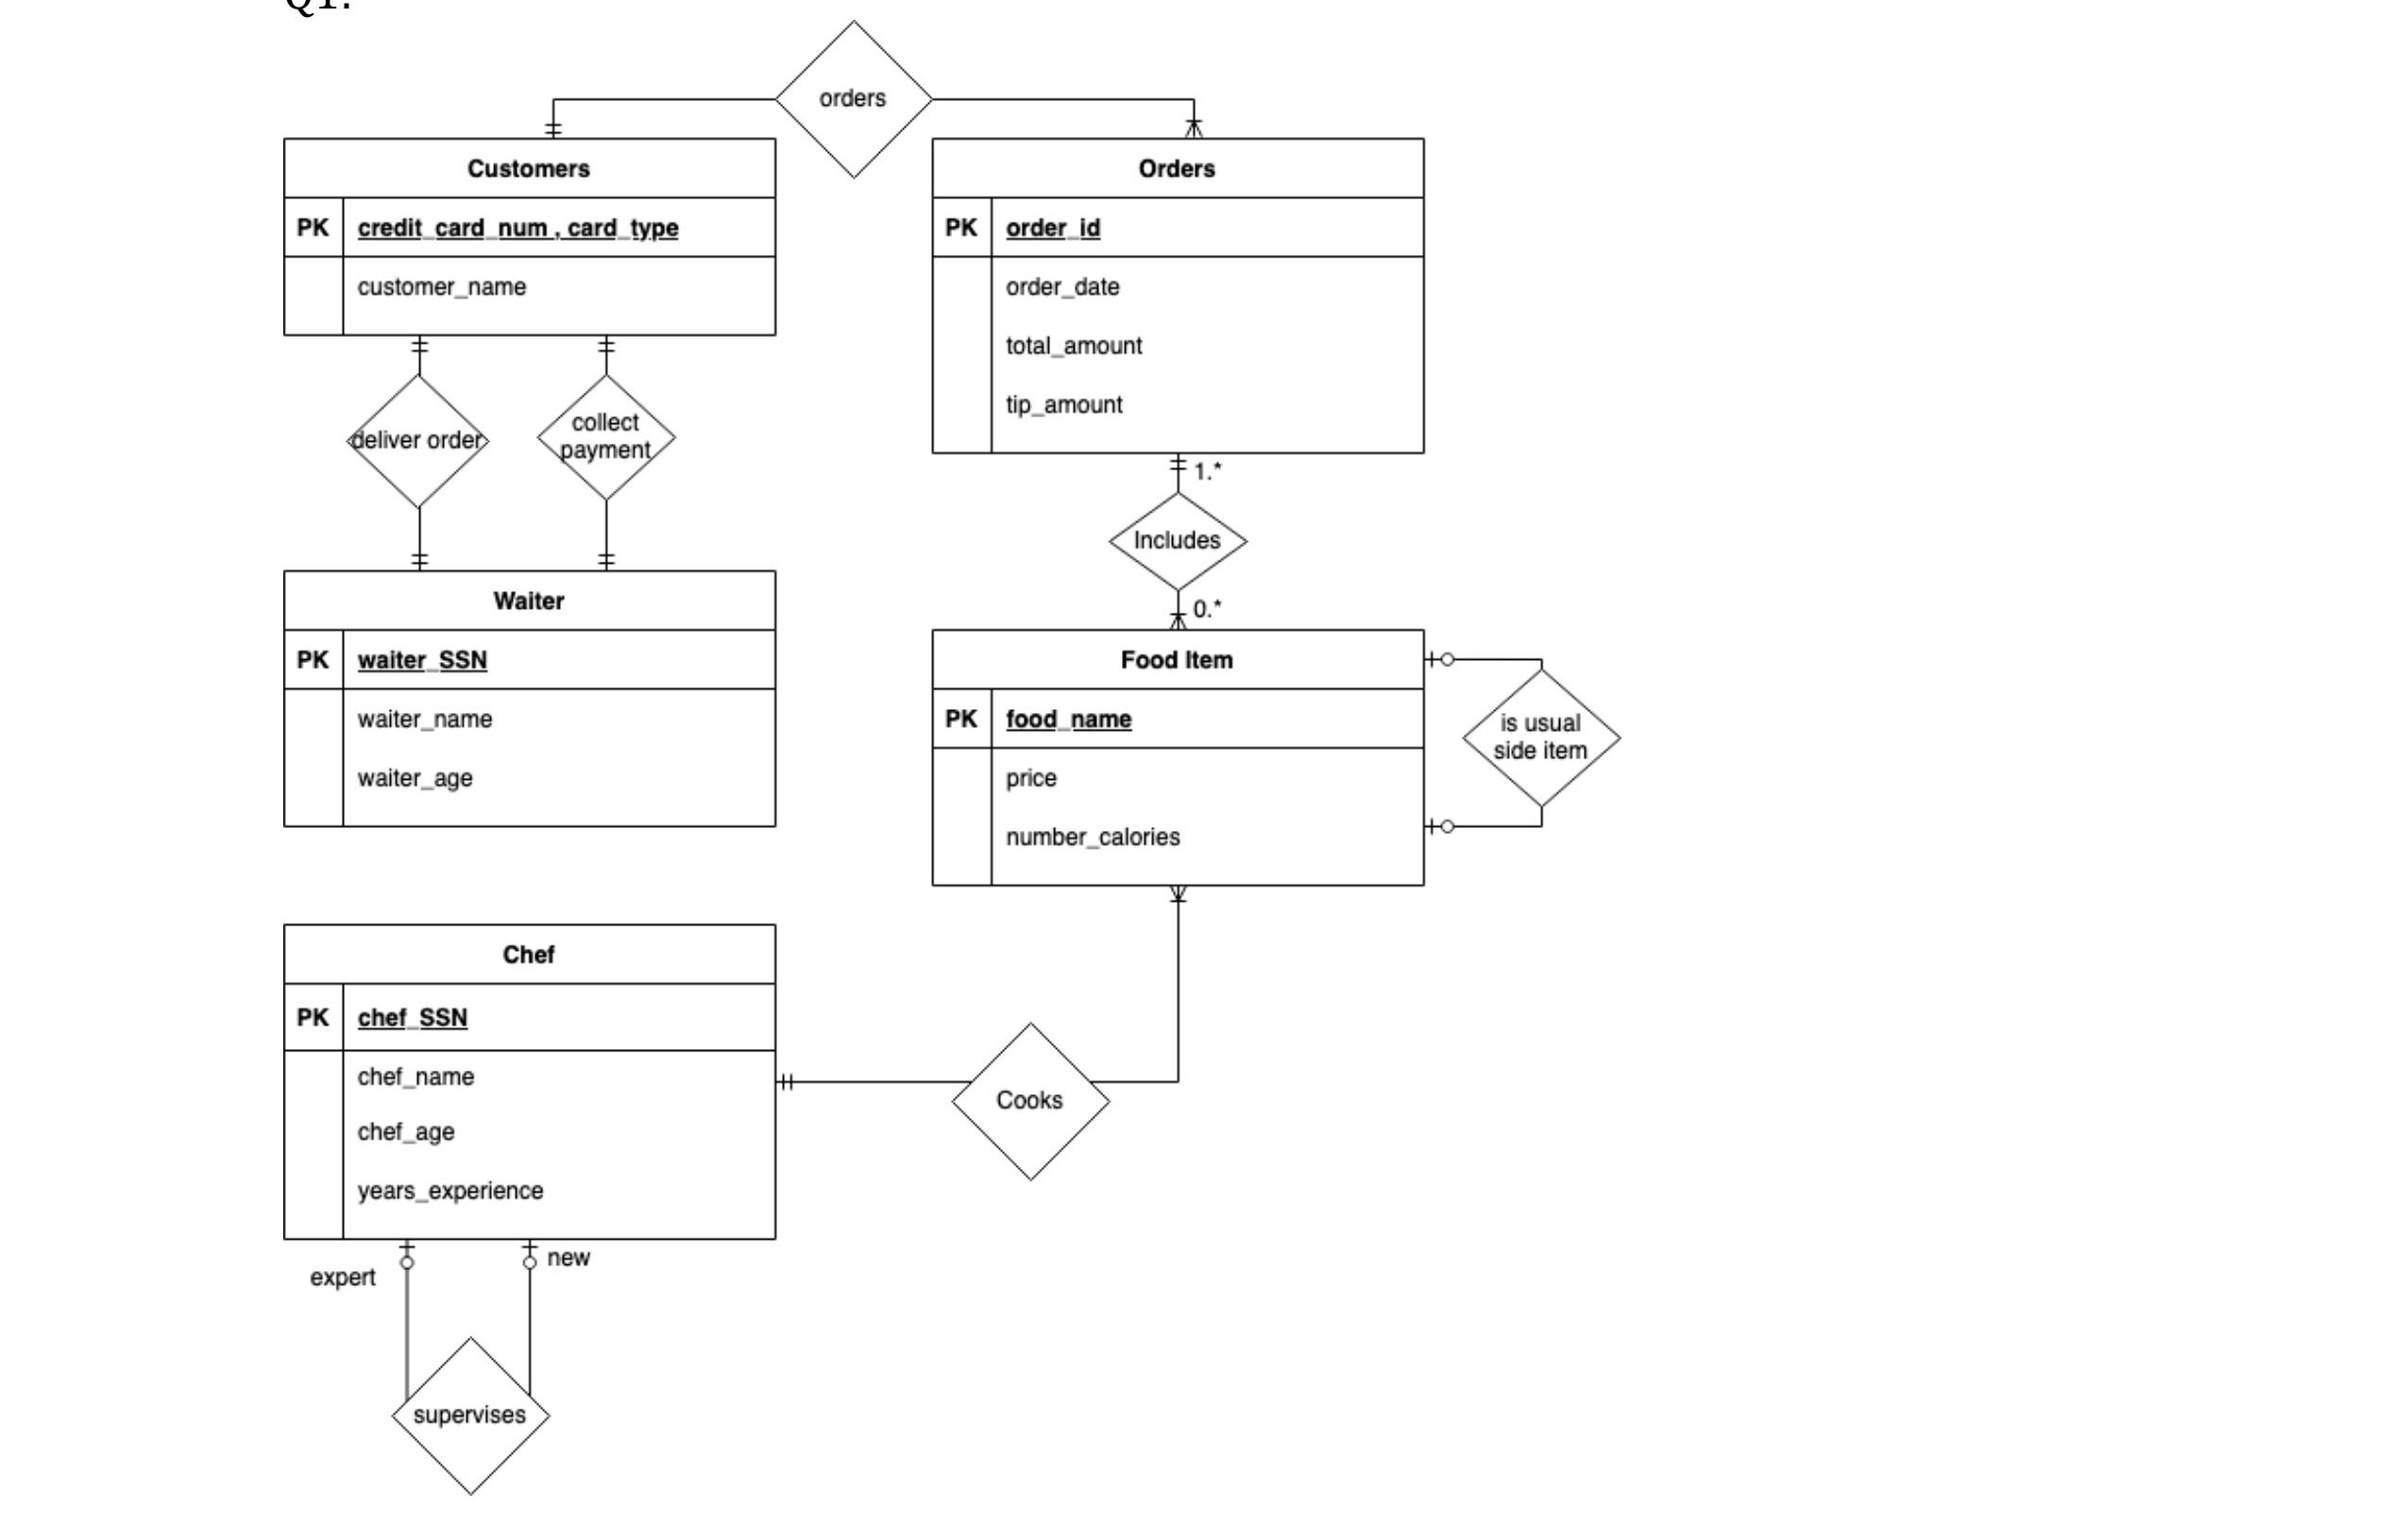 Q1.
orders
Customers
PK credit_card_num , card_type
customer_name
Orders
PK order_id
order_date
total_amount
tip_amount
deliver order
collect
payment
1.*
Includes
0.*
Waiter
PK waiter_SSN
waiter_name
waiter_age
Food Item
PK food_name
price
number_calories
is usual
side item
Chef
PK chef_SSN
chef_name
chef_age
years_experience
Cooks
expert
new
supervises